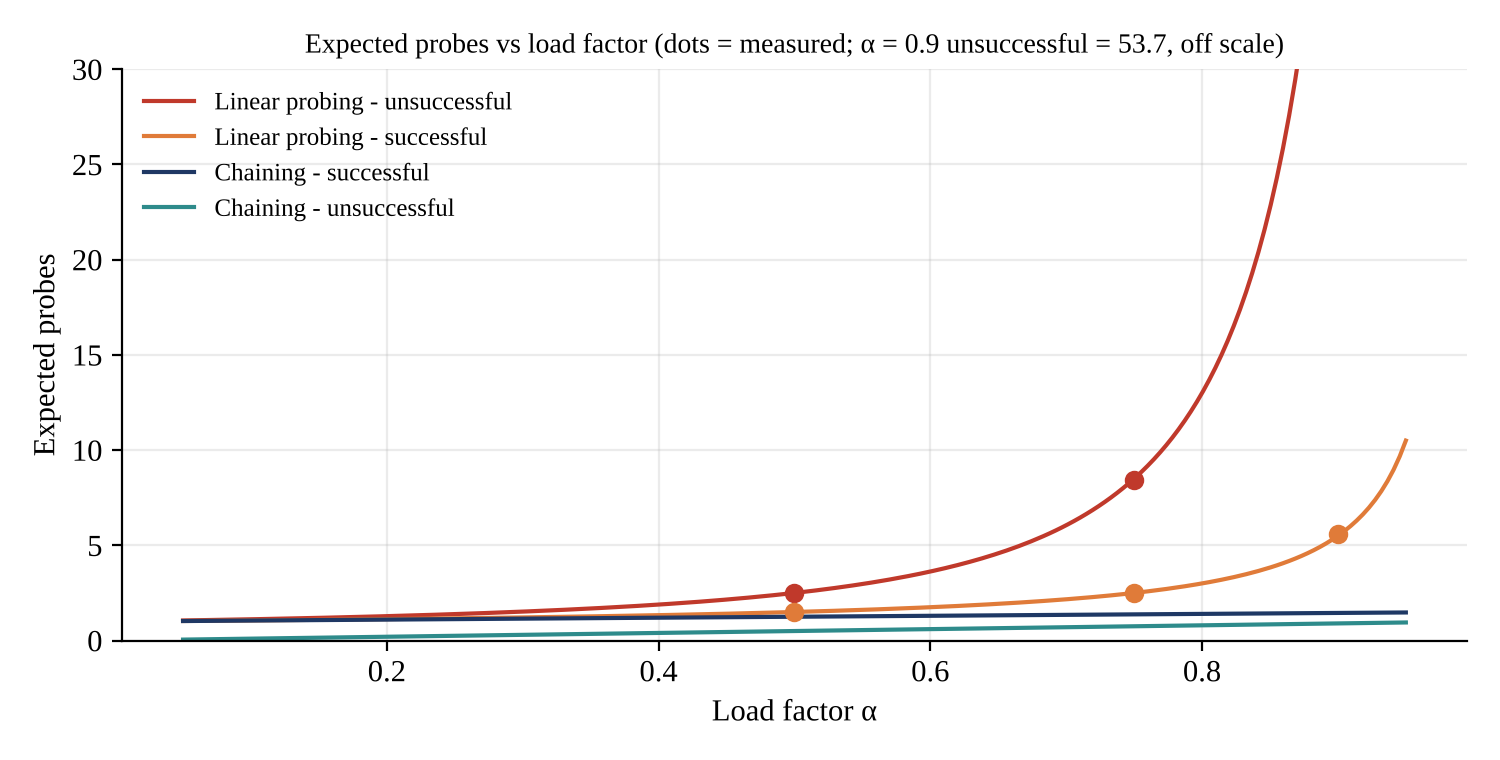 Expected probes vs load factor (dots = measured; α = 0.9 unsuccessful = 53.7, off scale)
30
25
20
15
10
5
0
Expected probes
Linear probing - unsuccessful
Linear probing - successful
Chaining - successful
Chaining - unsuccessful
0.2 0.4 0.6 0.8
Load factor α